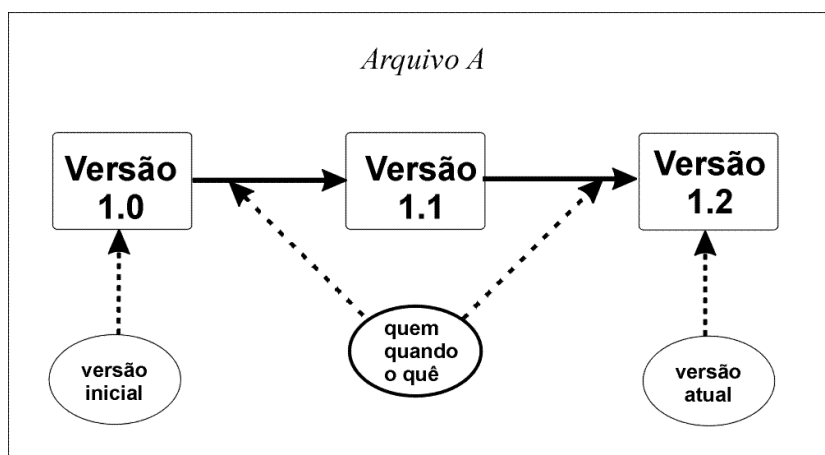 Arquivo A
Versão
1.0
Versão
1.1
Versão
1.2
quem
quando
o quê
versão
inicial
versão
atual